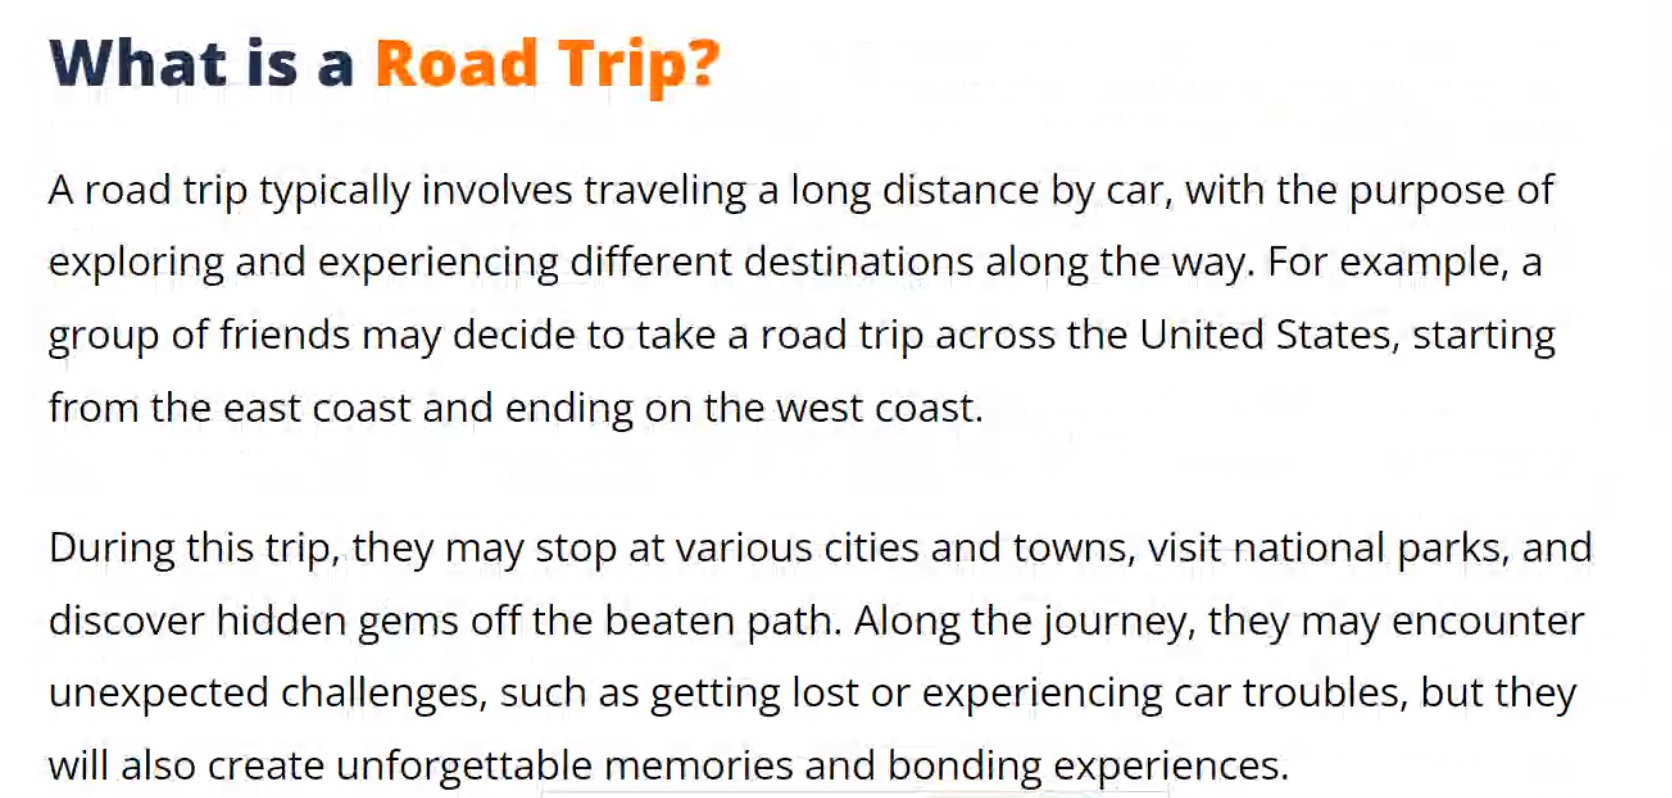 What is a Road Trip?
A road trip typically involves traveling a long distance by car, with the purpose of
exploring and experiencing different destinations along the way. For example, a
group of friends may decide to take a road trip across the United States, starting
from the east coast and ending on the west coast.
During this trip, they may stop at various cities and towns, visit national parks, and
discover hidden gems off the beaten path. Along the journey, they may encounter
unexpected challenges, such as getting lost or experiencing car troubles, but they
will also create unforgettable memories and bonding experiences.